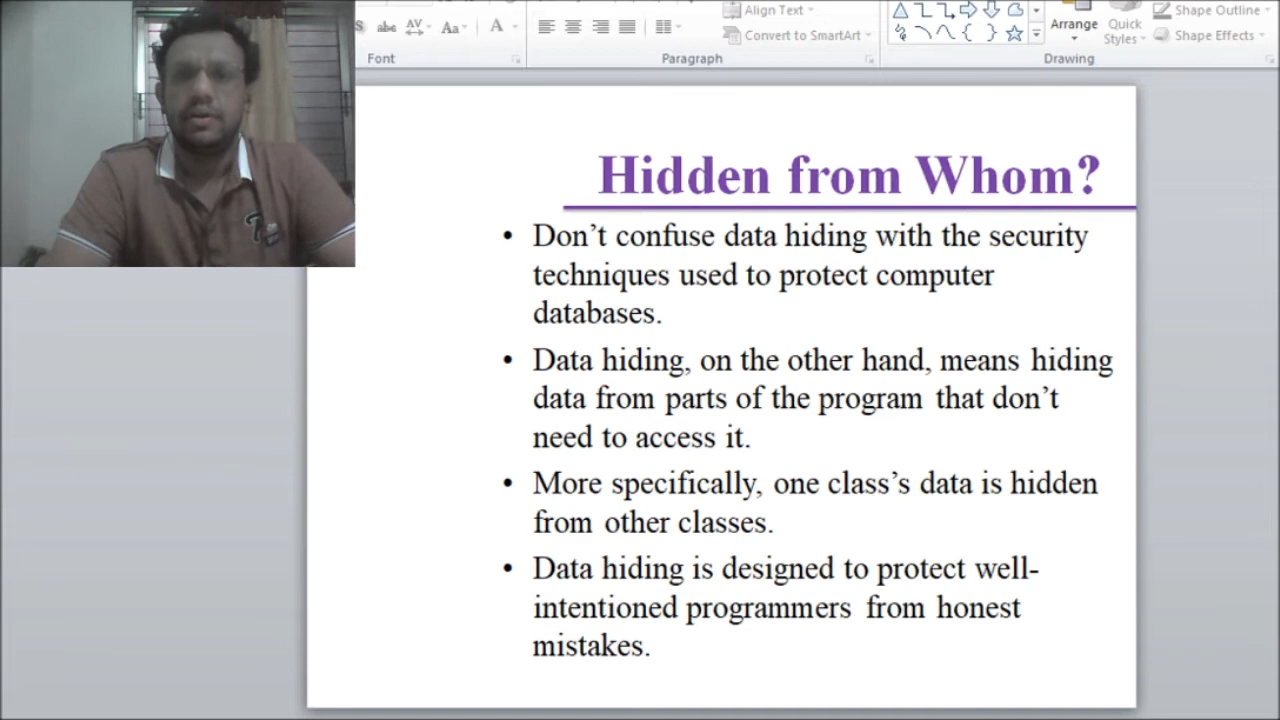 abc AV Aa A
Align Text
Convert to SmartArt
Arrange
Quick
Styles
Shape Outline
Shape Effects
Font
Paragraph
Drawing
Hidden from Whom?
• Don’t confuse data hiding with the security
techniques used to protect computer
databases.
• Data hiding, on the other hand, means hiding
data from parts of the program that don’t
need to access it.
• More specifically, one class’s data is hidden
from other classes.
• Data hiding is designed to protect well-
intentioned programmers from honest
mistakes.